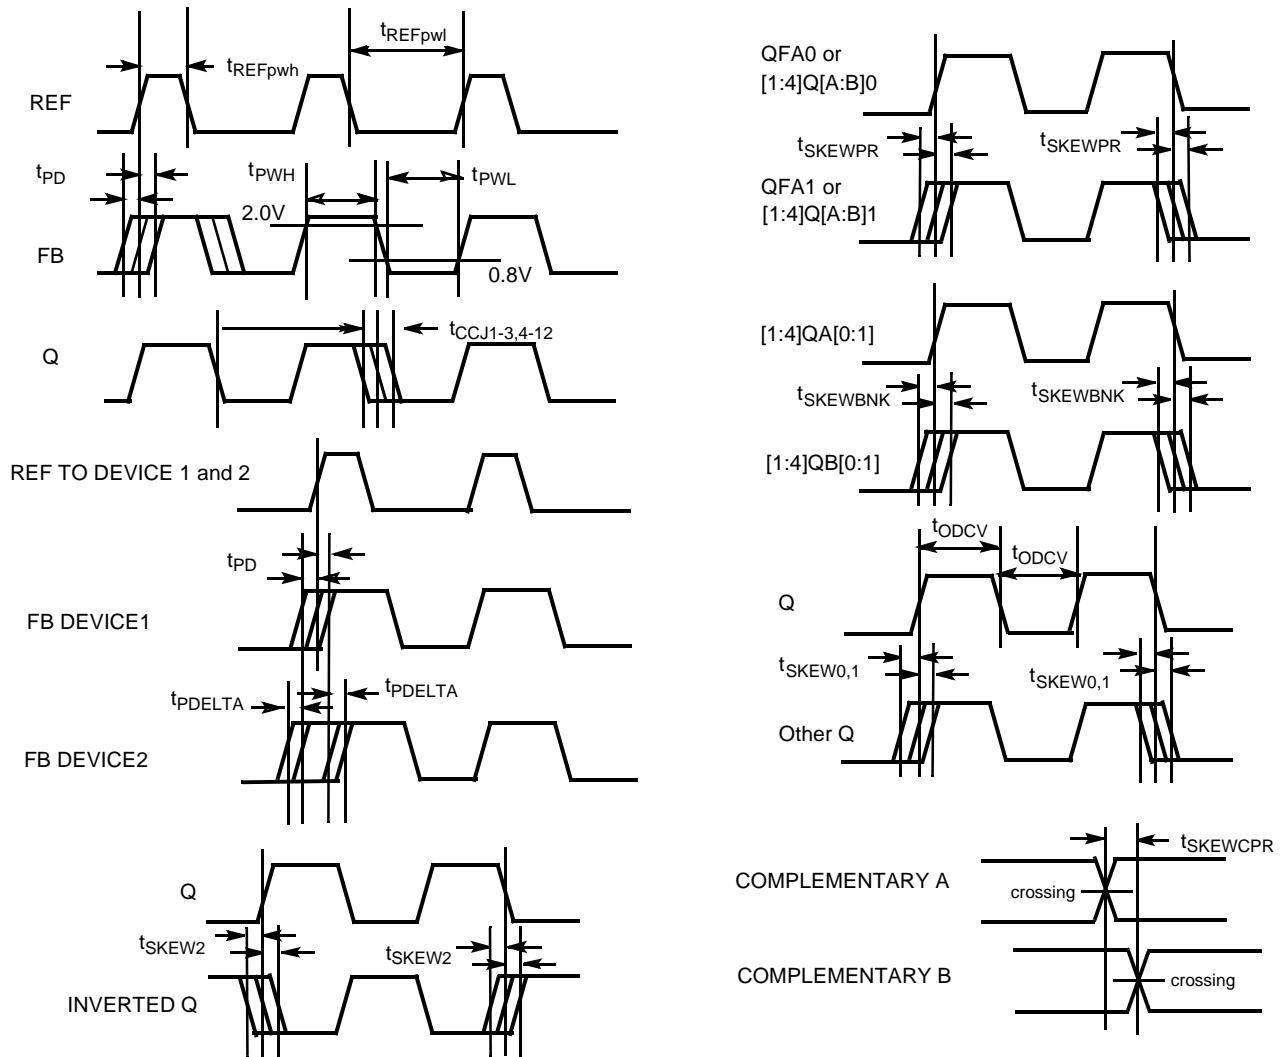 tREFpwh
tREFpwl
REF
tPD
tPWH
tPWL
2.0V
FB
0.8V
tCCJ1-3,4-12
Q
REF TO DEVICE 1 and 2
tPD
FB DEVICE1
tPDELTA
tPDELTA
FB DEVICE2
Q
tSKEW2
tSKEW2
INVERTED Q
QFA0 or
[1:4]Q[A:B]0
tSKEWPR
tSKEWPR
QFA1 or
[1:4]Q[A:B]1
[1:4]QA[0:1]
tSKEWBNK
tSKEWBNK
[1:4]QB[0:1]
tODCV
tODCV
Q
tSKEW0,1
tSKEW0,1
Other Q
tSKEWCPR
COMPLEMENTARY A
crossing
COMPLEMENTARY B
crossing